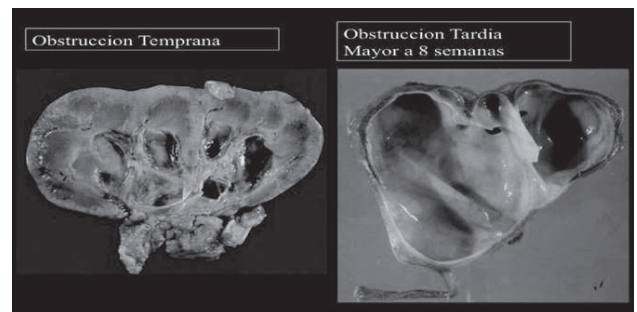 Obstruccion Temprana
Obstruccion Tardia
Mayor a 8 semanas